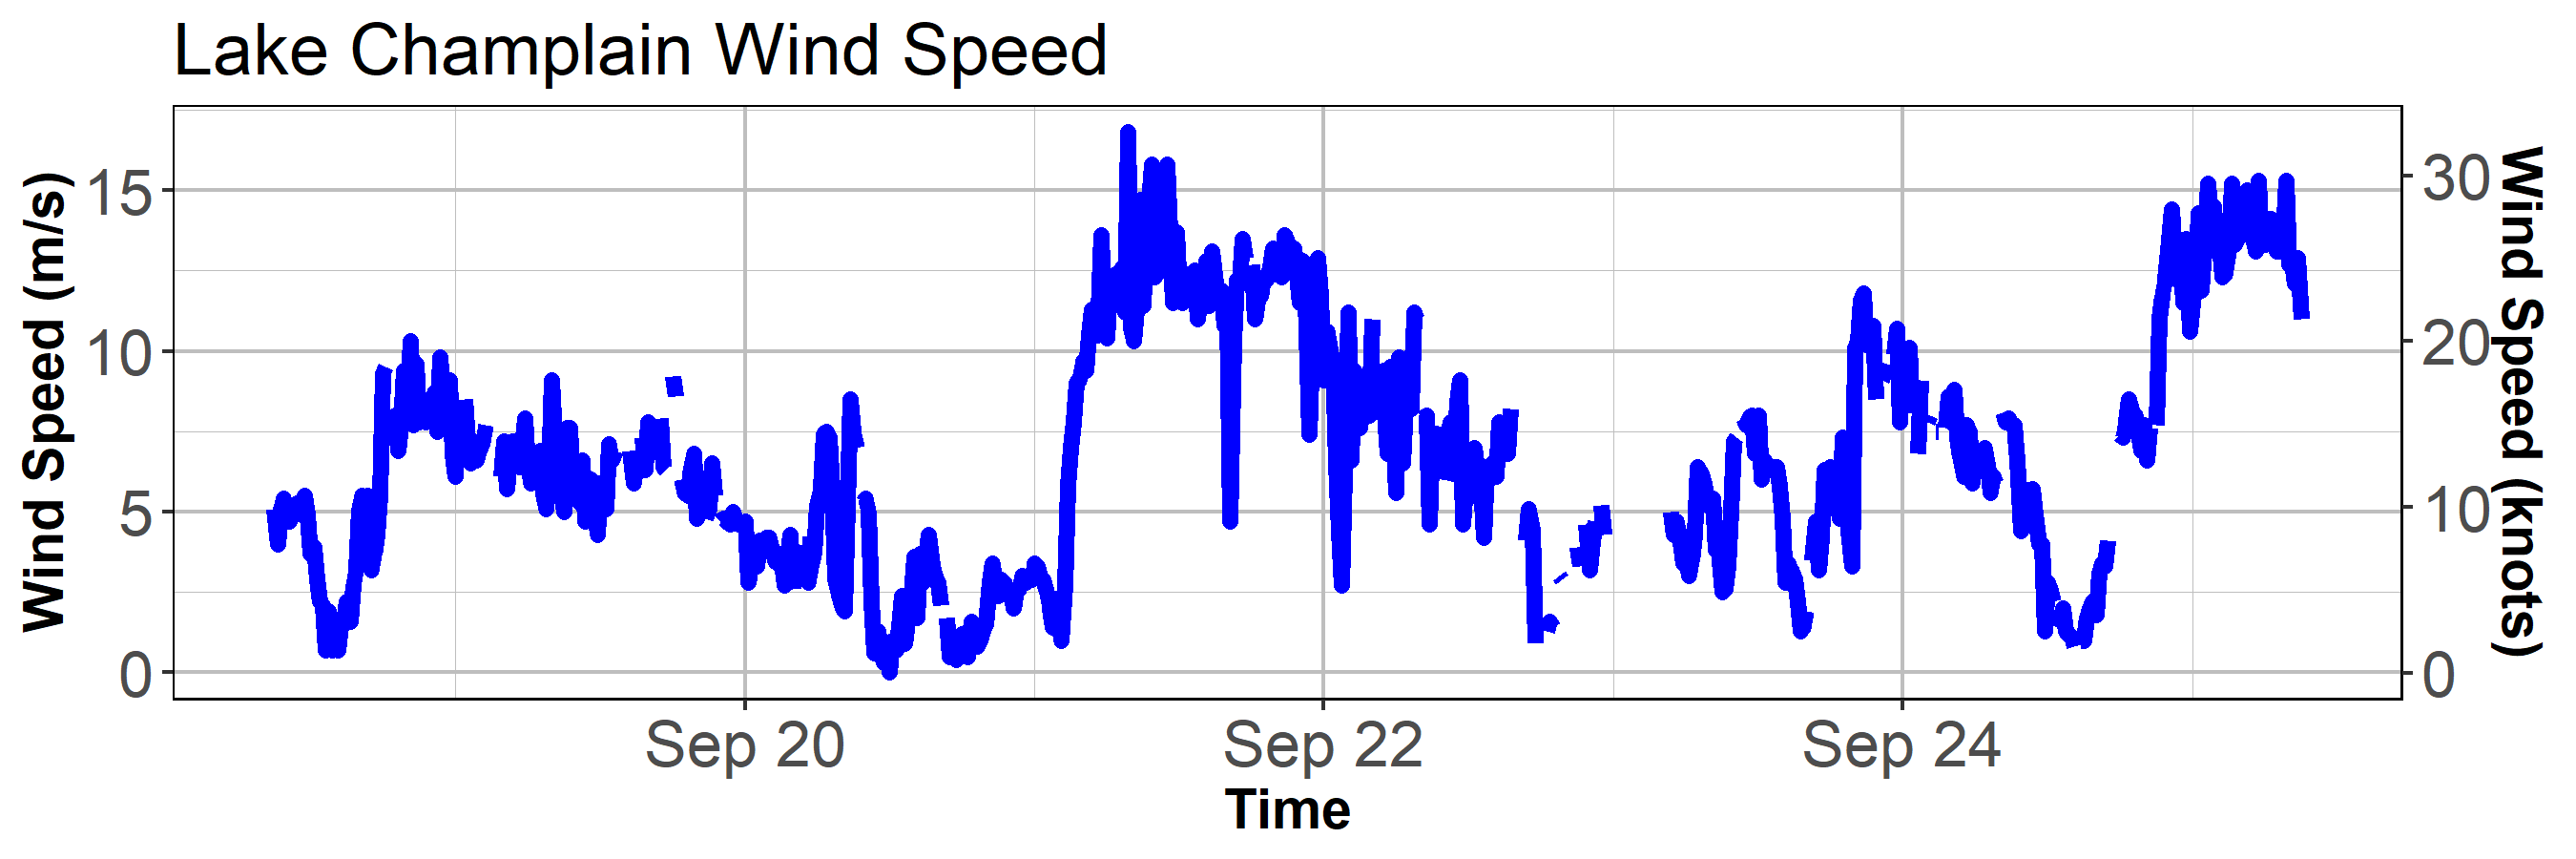 Lake Champlain Wind Speed
Wind Speed (m/s)
15
10
5
0
30
20
10
0
Wind Speed (knots)
Sep 20
Sep 22
Sep 24
Time